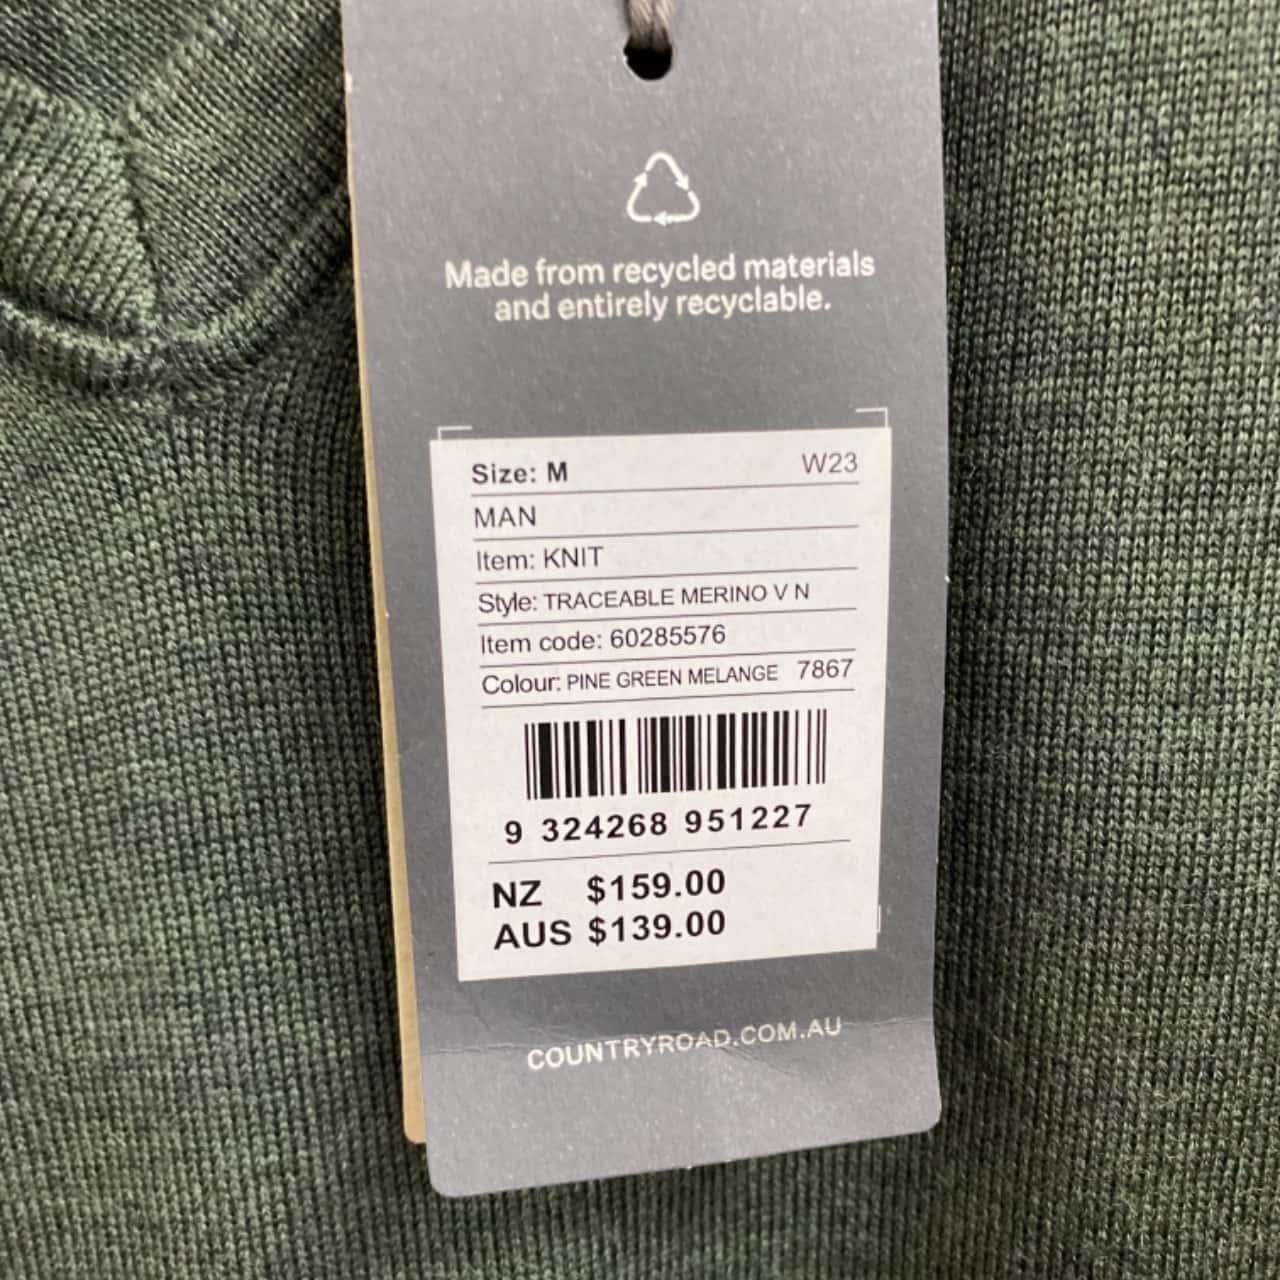 Made from recycled materials
and entirely recyclable.
Size: M W23
MAN
Item: KNIT
Style: TRACEABLE MERINO V N
Item code: 60285576
Colour: PINE GREEN MELANGE 7867
9 324268 951227
NZ $159.00
AUS $139.00
COUNTRYROAD.COM.AU